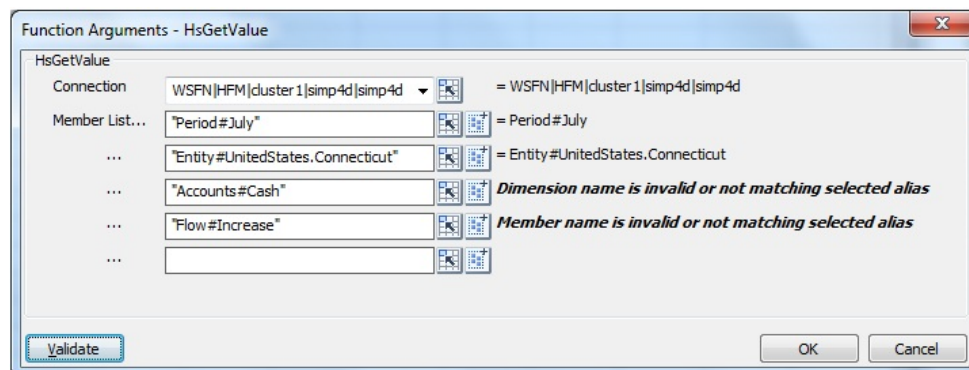 Function Arguments - HsGetValue
HsGetValue
Connection WSFN|HFM|cluster1|simp4d|simp4d = WSFN|HFM|cluster1|simp4d|simp4d
Member List... "Period#July" = Period#July
... "Entity#UnitedStates.Connecticut" = Entity#UnitedStates.Connecticut
... "Accounts#Cash" Dimension name is invalid or not matching selected alias
... "Flow#Increase" Member name is invalid or not matching selected alias
...
Validate OK Cancel